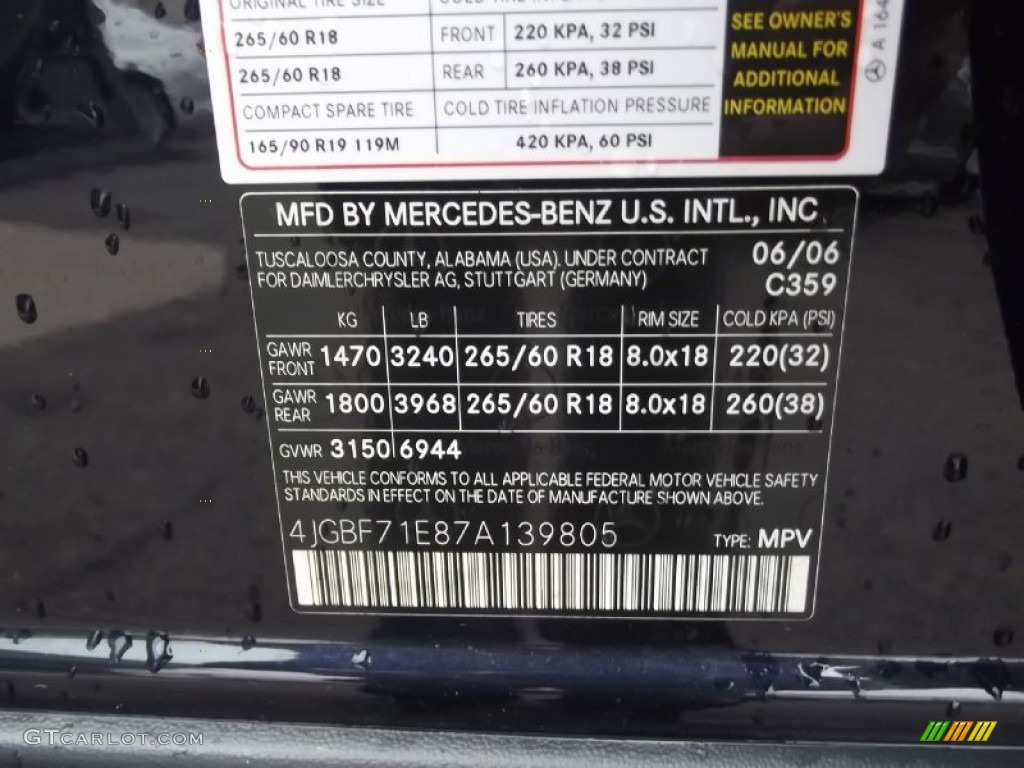 ORIGINAL TIRE SIZE
265/60 R18 FRONT 220 KPA, 32 PSI
265/60 R18 REAR 260 KPA, 38 PSI
COMPACT SPARE TIRE COLD TIRE INFLATION PRESSURE
165/90 R19 119M 420 KPA, 60 PSI
SEE OWNER'S
MANUAL FOR
ADDITIONAL
INFORMATION
A 164
MFD BY MERCEDES-BENZ U.S. INTL., INC
TUSCALOOSA COUNTY, ALABAMA (USA). UNDER CONTRACT 06/06
FOR DAIMLERCHRYSLER AG, STUTTGART (GERMANY) C359
KG LB TIRES RIM SIZE COLD KPA (PSI)
GAWR FRONT 1470 3240 265/60 R18 8.0x18 220(32)
GAWR REAR 1800 3968 265/60 R18 8.0x18 260(38)
GVWR 3150 6944
THIS VEHICLE CONFORMS TO ALL APPLICABLE FEDERAL MOTOR VEHICLE SAFETY
STANDARDS IN EFFECT ON THE DATE OF MANUFACTURE SHOWN ABOVE.
4JGBF71E87A139805 TYPE: MPV
GTCARLOT.COM